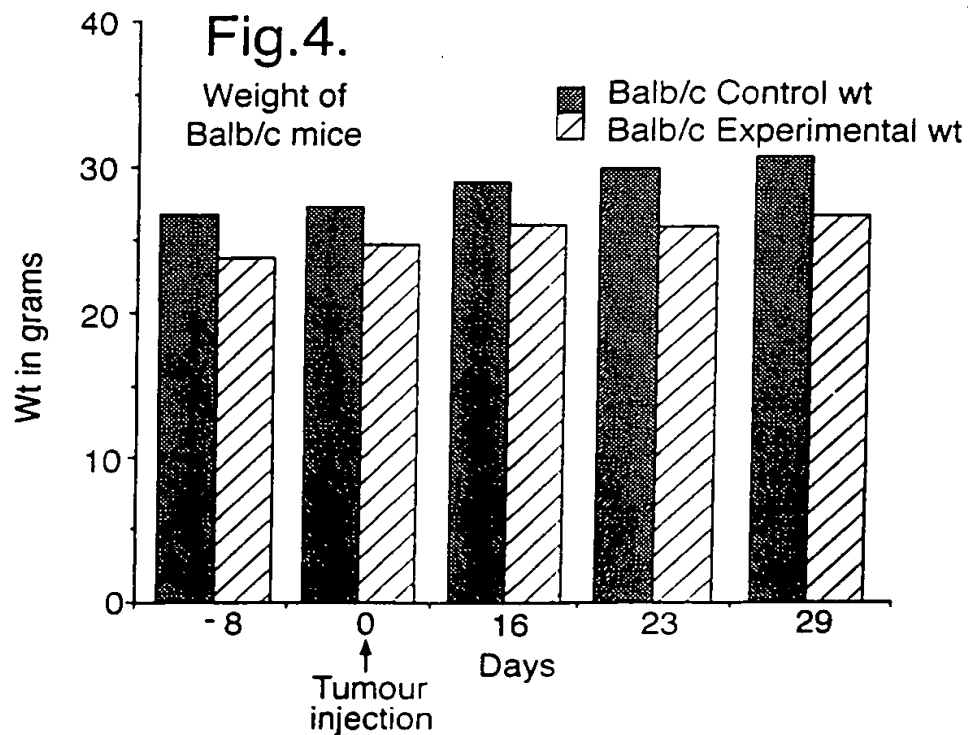 Fig.4.
Weight of
Balb/c mice
Balb/c Control wt
Balb/c Experimental wt
Wt in grams
40
30
20
10
0
-8 0 16 23 29
Days
Tumour
injection